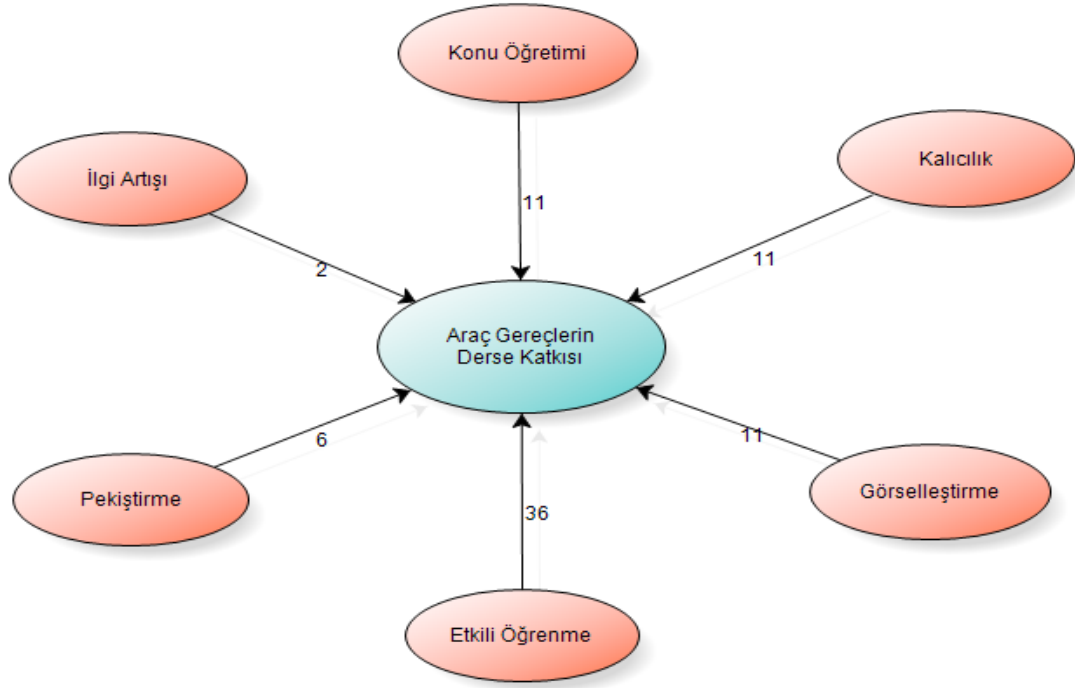 Konu Öğretimi
Kalıcılık
İlgi Artışı
11
11
2
Araç Gereçlerin
Derse Katkısı
6
11
Pekiştirme
Görselleştirme
36
Etkili Öğrenme